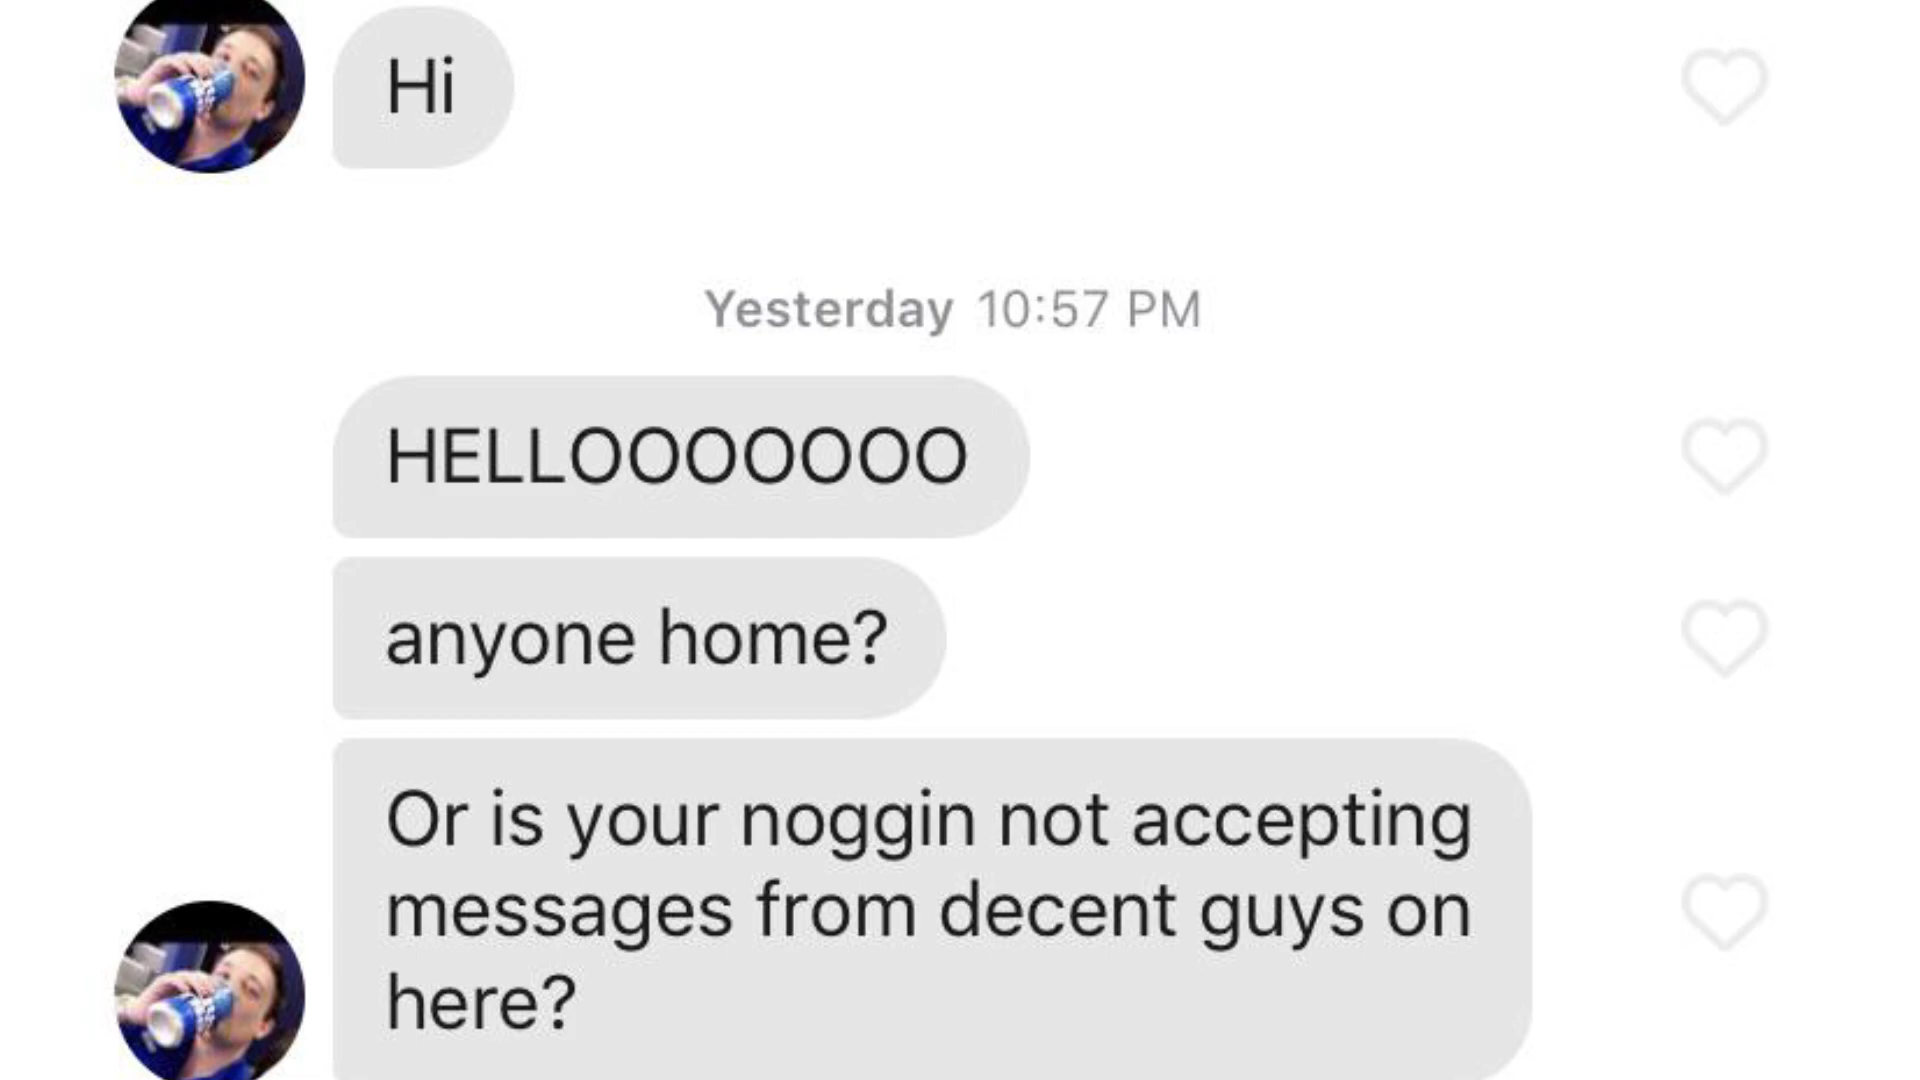 Hi
Yesterday 10:57 PM
HELLOOOOOOO
anyone home?
Or is your noggin not accepting
messages from decent guys on
here?